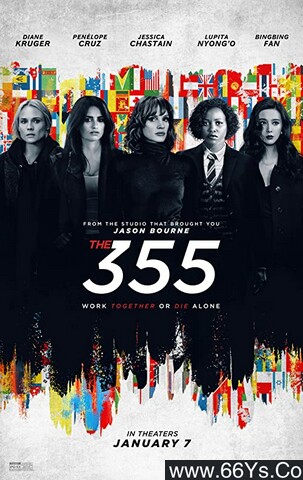 DIANE KRUGER
PENÉLOPE CRUZ
JESSICA CHASTAIN
LUPITA NYONG'O
BINGBING FAN
FROM THE STUDIO THAT BROUGHT YOU
JASON BOURNE
THE
355
WORK TOGETHER OR DIE ALONE
IN THEATERS
JANUARY 7
www.66Ys.Co